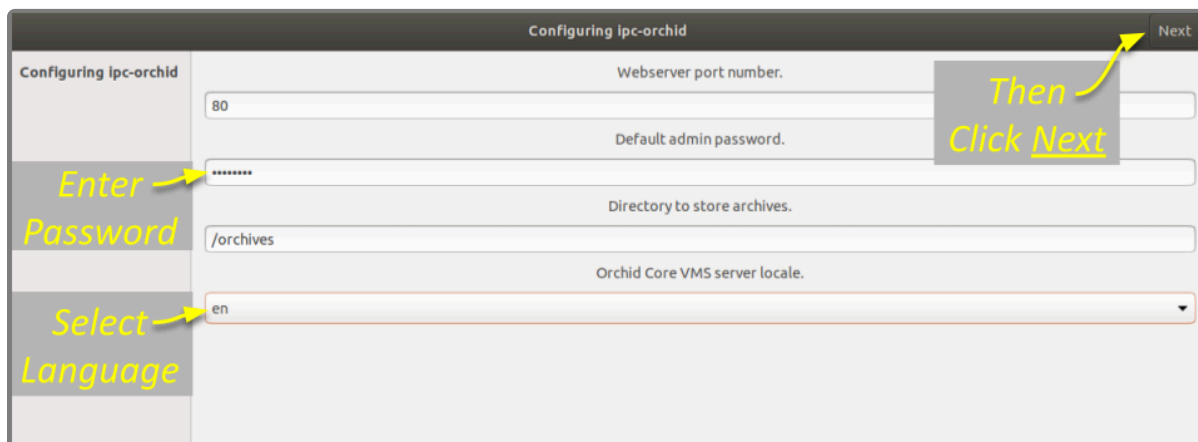 Configuring ipc-orchid
Next
Configuring ipc-orchid
Webserver port number.
80
Then
Click Next
Default admin password.
Enter
Password
••••••••
Directory to store archives.
/orchives
Orchid Core VMS server locale.
Select
Language
en